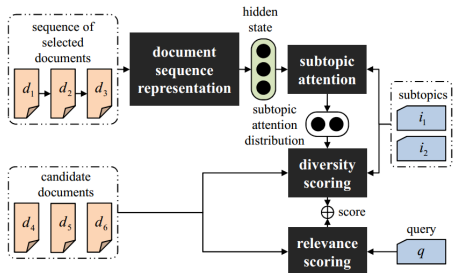 sequence of
selected
documents
d1
d2
d3
document
sequence
representation
hidden
state
subtopic
attention
subtopic
attention
distribution
subtopics
i1
i2
candidate
documents
d4
d5
d6
diversity
scoring
score
relevance
scoring
query
q